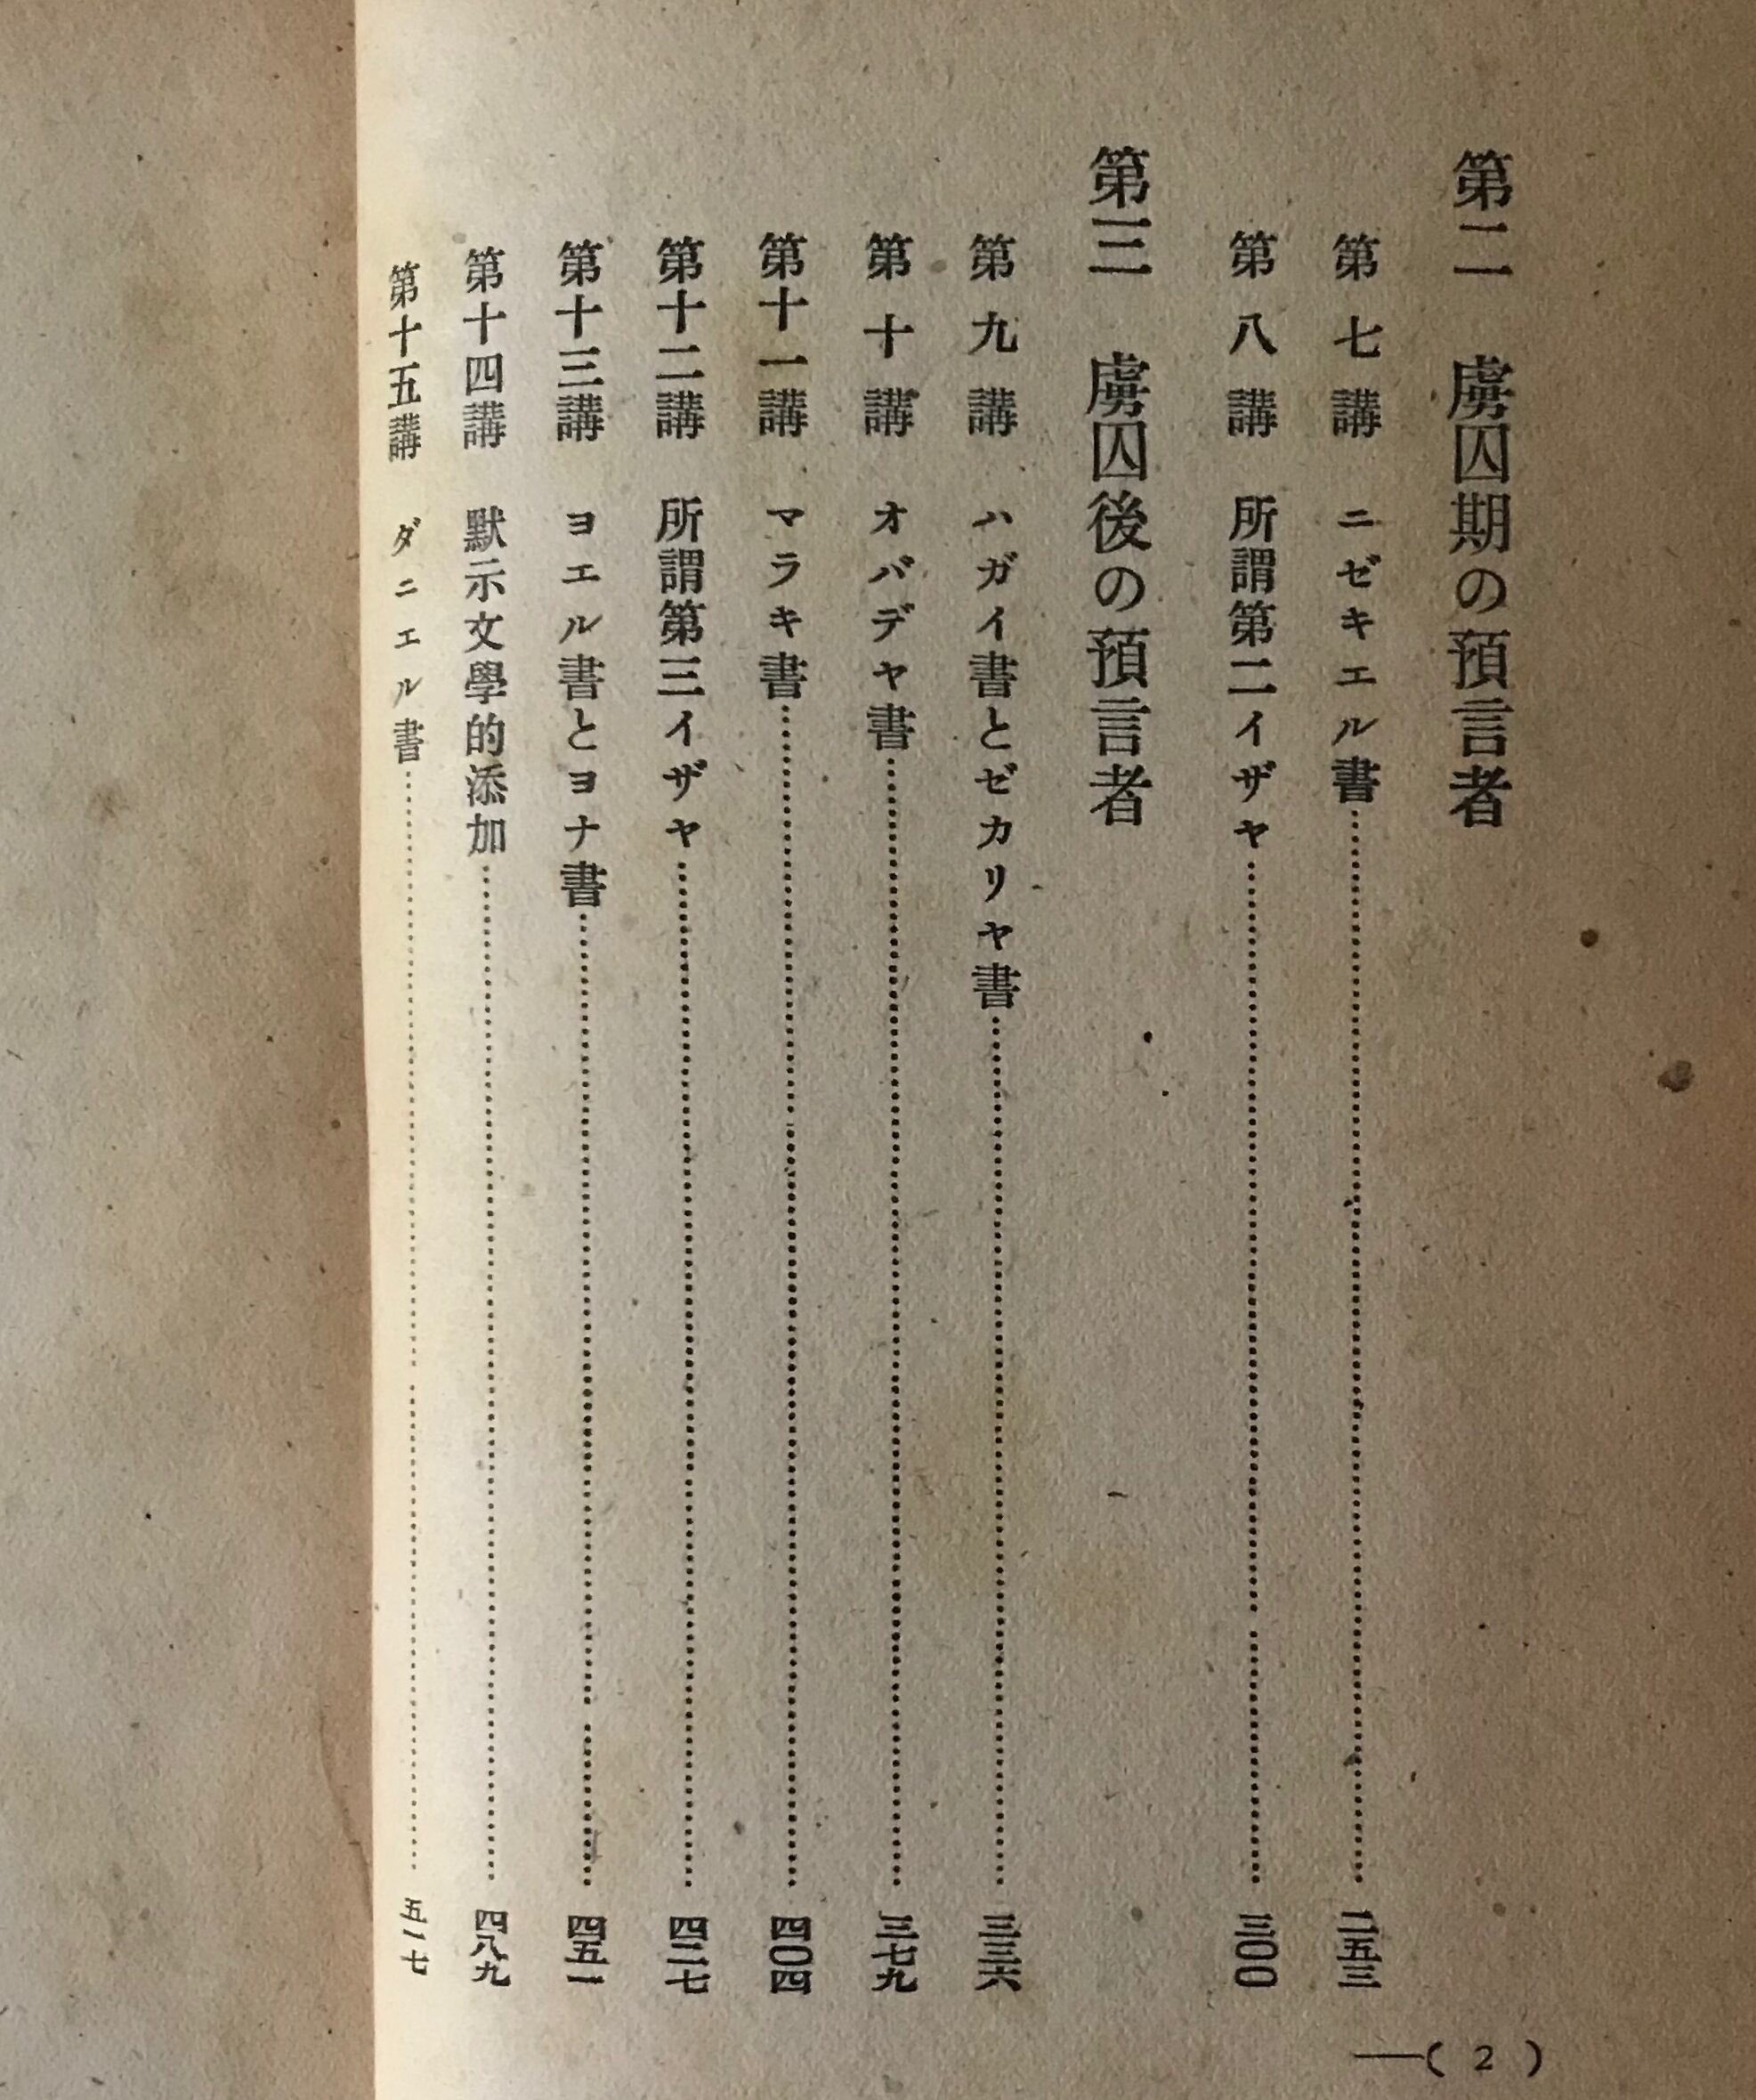 第二 虜囚期の預言者
第七講 ニゼキエル書…………二五三
第八講 所謂第二イザヤ…………三〇〇
第三 虜囚後の預言者
第九講 ハガイ書とゼカリヤ書…………三三六
第十講 オバデヤ書…………三七九
第十一講 マラキ書…………四〇四
第十二講 所謂第三イザヤ…………四二七
第十三講 ヨエル書とヨナ書…………四五一
第十四講 默示文學的添加…………四八九
第十五講 ダニエル書…………五一七
—( 2 )